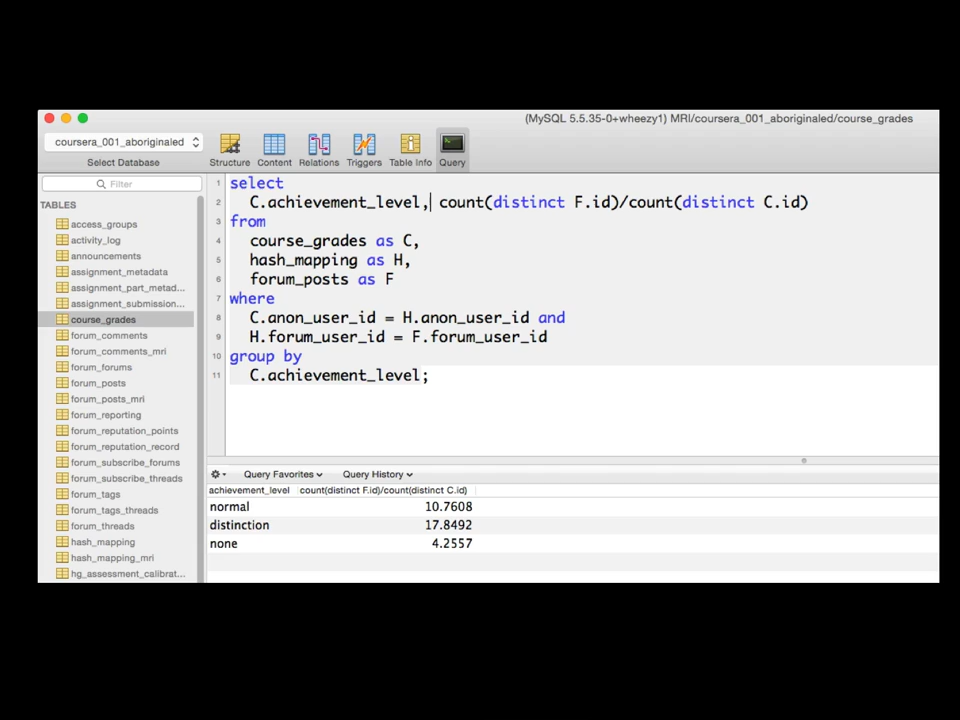 (MySQL 5.5.35-0+wheezy1) MRI/coursera_001_aboriginaled/course_grades
coursera_001_aboriginaled
Select Database
Structure Content Relations Triggers Table Info Query
Filter
TABLES
access_groups
activity_log
announcements
assignment_metadata
assignment_part_metad...
assignment_submission...
course_grades
forum_comments
forum_comments_mri
forum_forums
forum_posts
forum_posts_mri
forum_reporting
forum_reputation_points
forum_reputation_record
forum_subscribe_forums
forum_subscribe_threads
forum_tags
forum_tags_threads
forum_threads
hash_mapping
hash_mapping_mri
hg_assessment_calibrat...
1 select
2 C.achievement_level, count(distinct F.id)/count(distinct C.id)
3 from
4 course_grades as C,
5 hash_mapping as H,
6 forum_posts as F
7 where
8 C.anon_user_id = H.anon_user_id and
9 H.forum_user_id = F.forum_user_id
10 group by
11 C.achievement_level;
Query Favorites Query History
achievement_level count(distinct F.id)/count(distinct C.id)
normal 10.7608
distinction 17.8492
none 4.2557